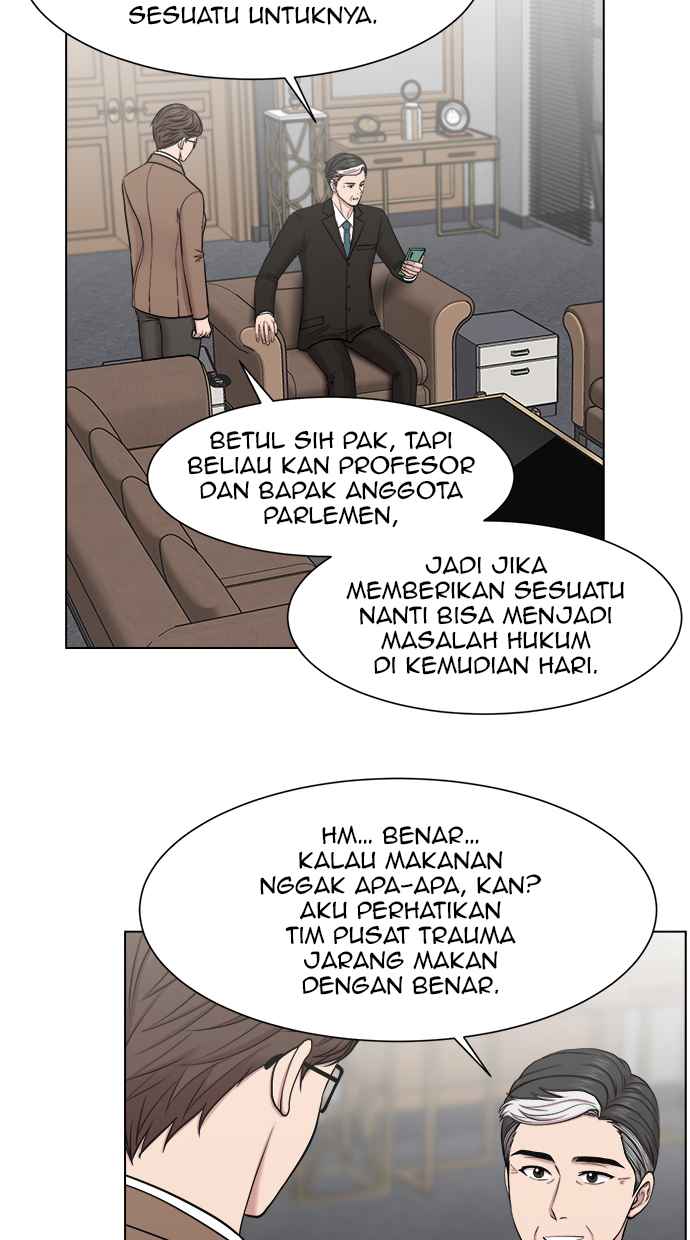 SESUATU UNTUKNYA.
BETUL SIH PAK, TAPI
BELIAU KAN PROFESOR
DAN BAPAK ANGGOTA
PARLEMEN,
JADI JIKA
MEMBERIKAN SESUATU
NANTI BISA MENJADI
MASALAH HUKUM
DI KEMUDIAN HARI.
HM... BENAR...
KALAU MAKANAN
NGGAK APA-APA, KAN?
AKU PERHATIKAN
TIM PUSAT TRAUMA
JARANG MAKAN
DENGAN BENAR.